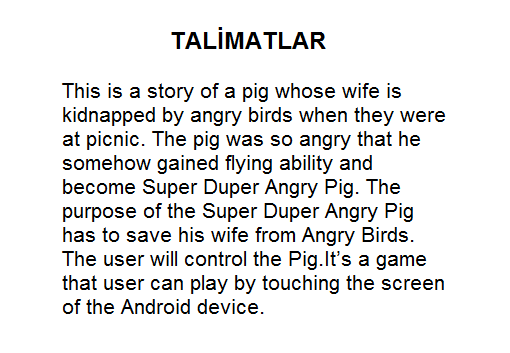 TALİMATLAR
This is a story of a pig whose wife is
kidnapped by angry birds when they were
at picnic. The pig was so angry that he
somehow gained flying ability and
become Super Duper Angry Pig. The
purpose of the Super Duper Angry Pig
has to save his wife from Angry Birds.
The user will control the Pig.It’s a game
that user can play by touching the screen
of the Android device.